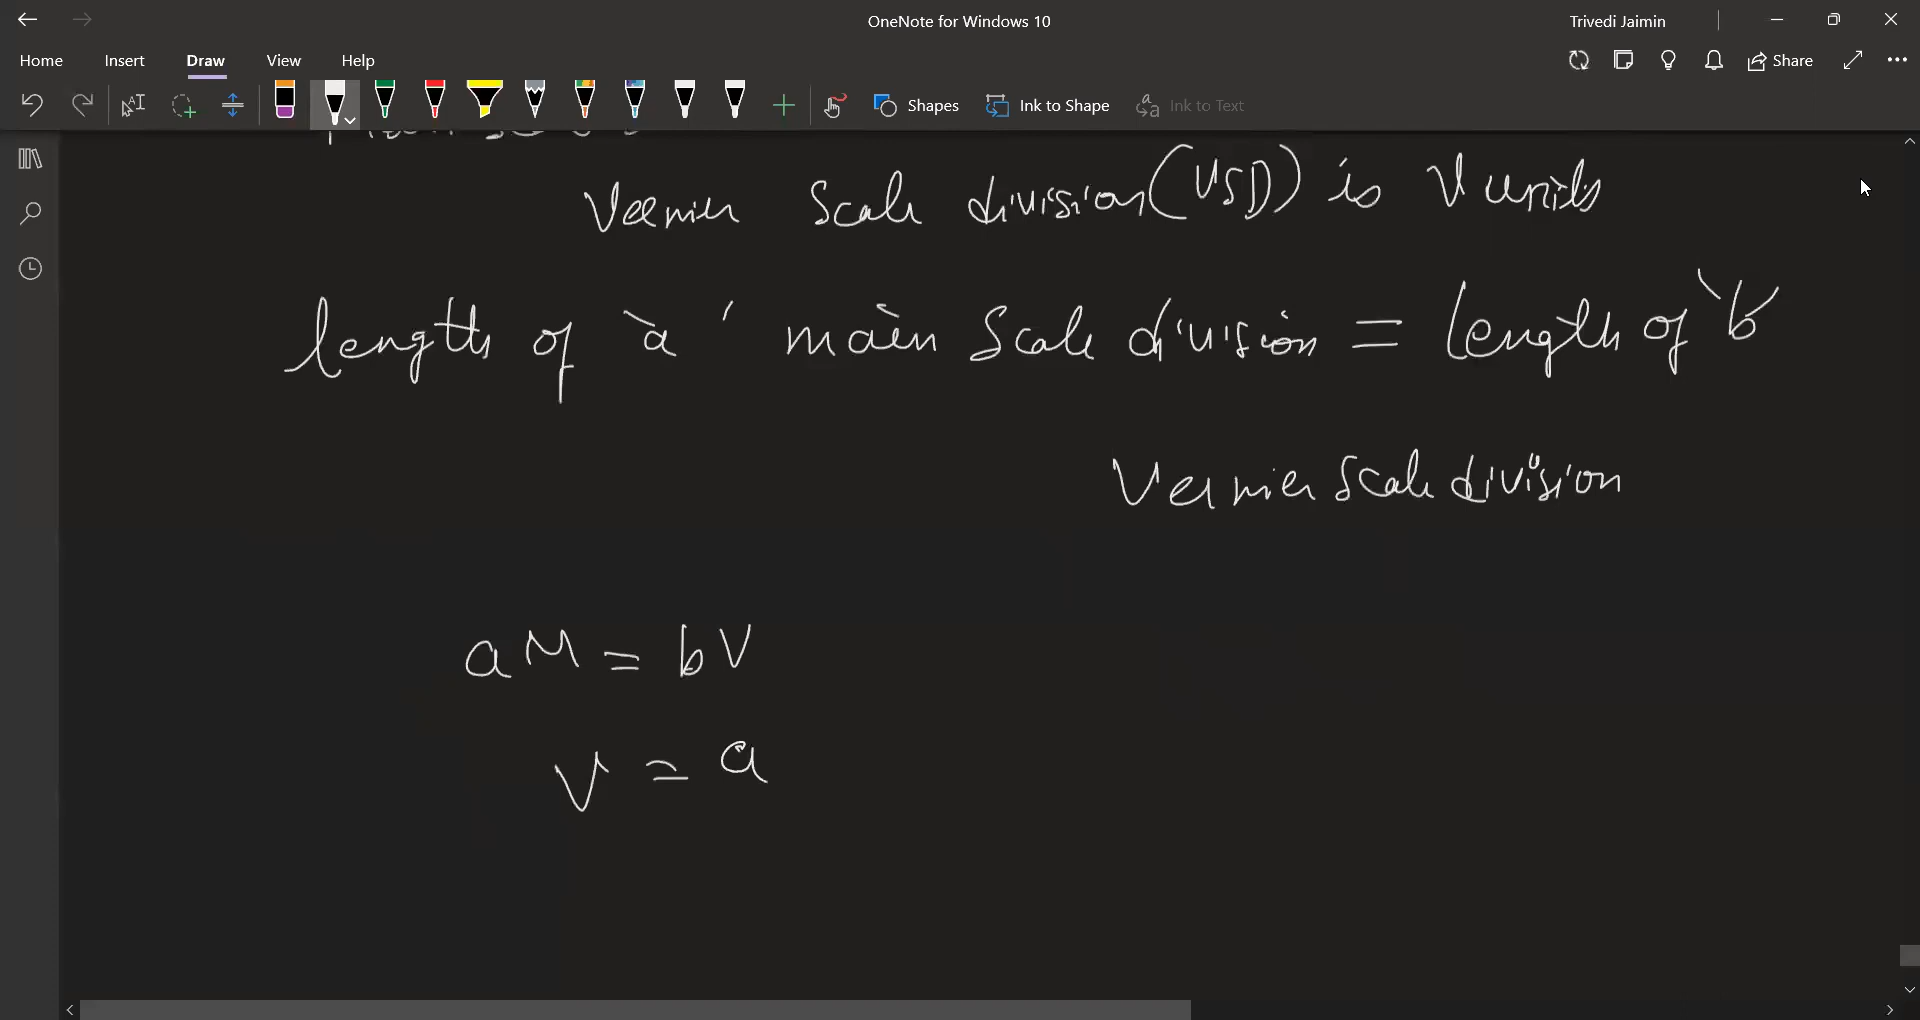 OneNote for Windows 10
Trivedi Jaimin
Home Insert Draw View Help
Share
Shapes Ink to Shape Ink to Text
Vernier Scale division (VSD) is V units
length of `a' main Scale division = length of `b'
Vernier Scale division
aM = bV
V = a